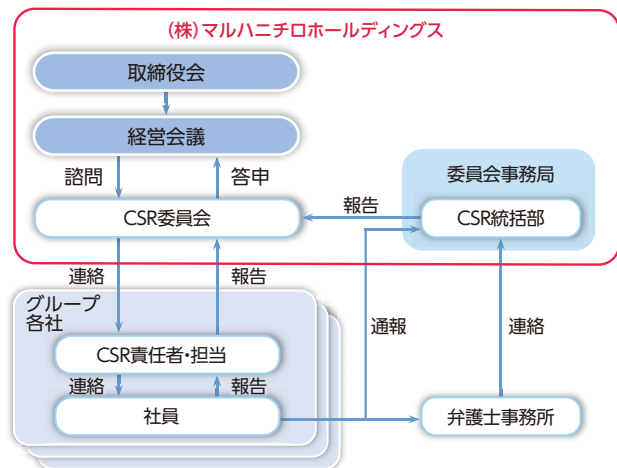 (株)マルハニチロホールディングス
取締役会
経営会議
諮問
答申
委員会事務局
CSR委員会
報告
CSR統括部
連絡
報告
グループ
各社
通報
連絡
CSR責任者・担当
連絡
報告
社員
弁護士事務所